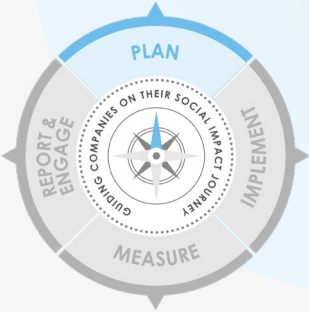 PLAN
GUIDING COMPANIES ON THEIR SOCIAL IMPACT JOURNEY
IMPLEMENT
MEASURE
REPORT &
ENGAGE